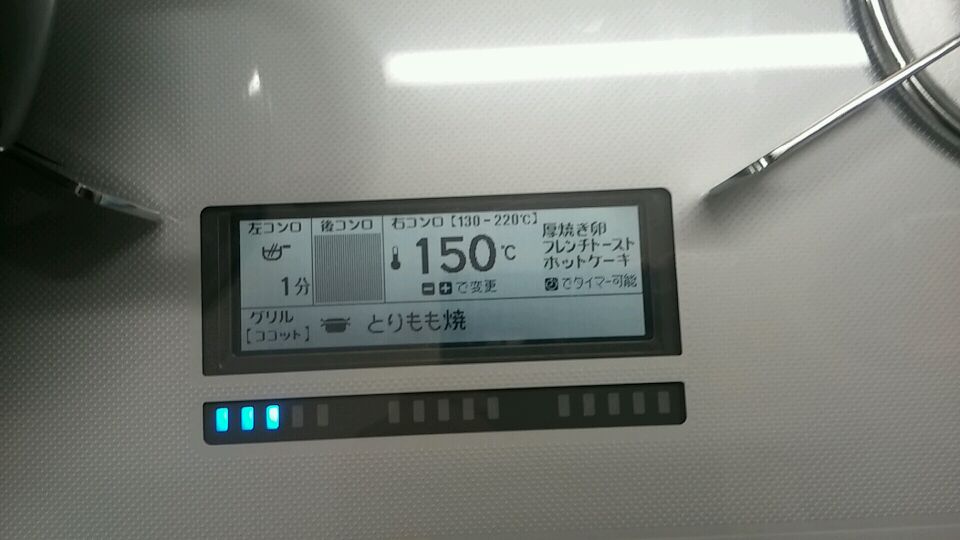 左コンロ 後コンロ 右コンロ【130-220℃】
1分
150℃
－ ＋ で変更
厚焼き卵
フレンチトースト
ホットケーキ
でタイマー可能
グリル
【ココット】
とりもも焼